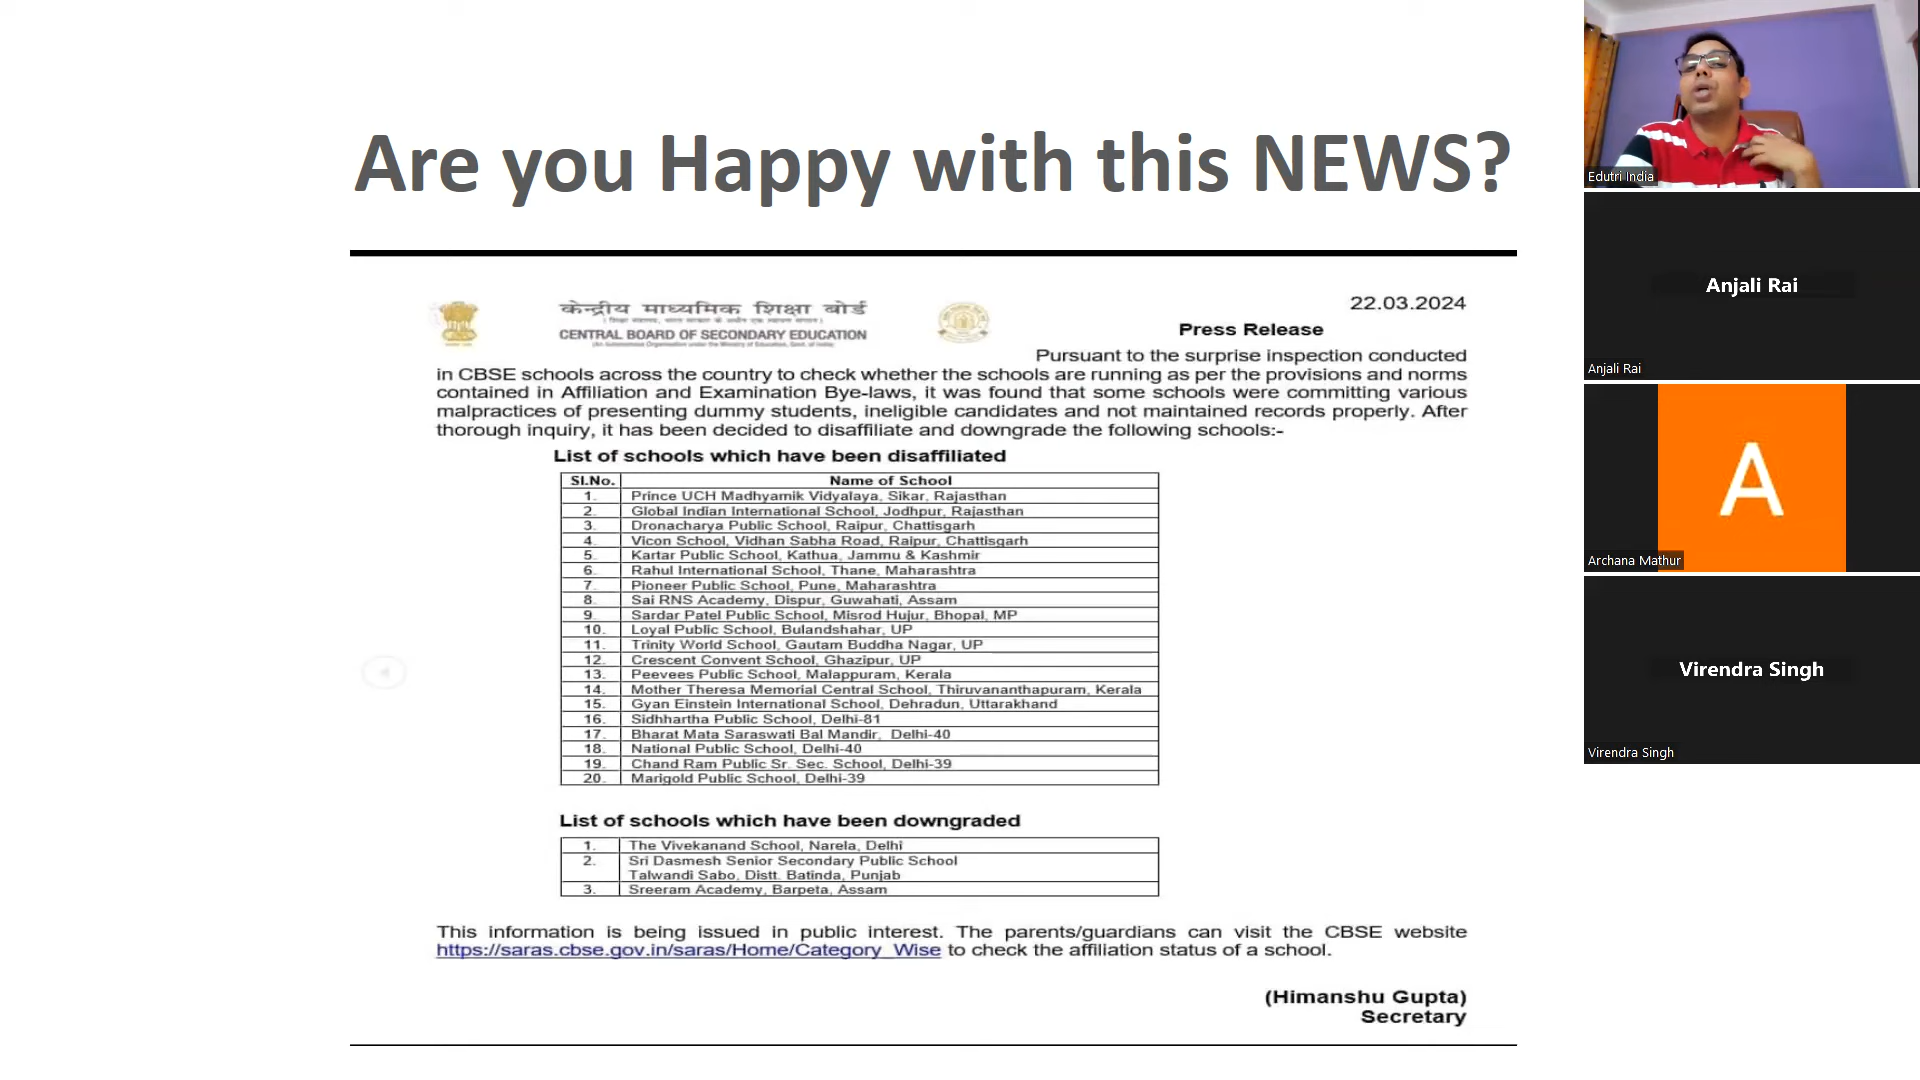 Are you Happy with this NEWS?
केन्द्रीय माध्यमिक शिक्षा बोर्ड
CENTRAL BOARD OF SECONDARY EDUCATION
(An Autonomous Organisation under the Ministry of Education, Govt. of India)
22.03.2024
Press Release
Pursuant to the surprise inspection conducted
in CBSE schools across the country to check whether the schools are running as per the provisions and norms
contained in Affiliation and Examination Bye-laws, it was found that some schools were committing various
malpractices of presenting dummy students, ineligible candidates and not maintained records properly. After
thorough inquiry, it has been decided to disaffiliate and downgrade the following schools:-
List of schools which have been disaffiliated
Sl.No. Name of School
1. Prince UCH Madhyamik Vidyalaya, Sikar, Rajasthan
2. Global Indian International School, Jodhpur, Rajasthan
3. Dronacharya Public School, Raipur, Chattisgarh
4. Vicon School, Vidhan Sabha Road, Raipur, Chattisgarh
5. Kartar Public School, Kathua, Jammu & Kashmir
6. Rahul International School, Thane, Maharashtra
7. Pioneer Public School, Pune, Maharashtra
8. Sai RNS Academy, Dispur, Guwahati, Assam
9. Sardar Patel Public School, Misrod Hujur, Bhopal, MP
10. Loyal Public School, Bulandshahar, UP
11. Trinity World School, Gautam Buddha Nagar, UP
12. Crescent Convent School, Ghazipur, UP
13. Peevees Public School, Malappuram, Kerala
14. Mother Theresa Memorial Central School, Thiruvananthapuram, Kerala
15. Gyan Einstein International School, Dehradun, Uttarakhand
16. Sidhhartha Public School, Delhi-81
17. Bharat Mata Saraswati Bal Mandir, Delhi-40
18. National Public School, Delhi-40
19. Chand Ram Public Sr. Sec. School, Delhi-39
20. Marigold Public School, Delhi-39
List of schools which have been downgraded
1. The Vivekanand School, Narela, Delhi
2. Sri Dasmesh Senior Secondary Public School
Talwandi Sabo, Distt. Batinda, Punjab
3. Sreeram Academy, Barpeta, Assam
This information is being issued in public interest. The parents/guardians can visit the CBSE website
https://saras.cbse.gov.in/saras/Home/Category_Wise to check the affiliation status of a school.
(Himanshu Gupta)
Secretary
Edutri India
Anjali Rai
Anjali Rai
A
Archana Mathur
Virendra Singh
Virendra Singh